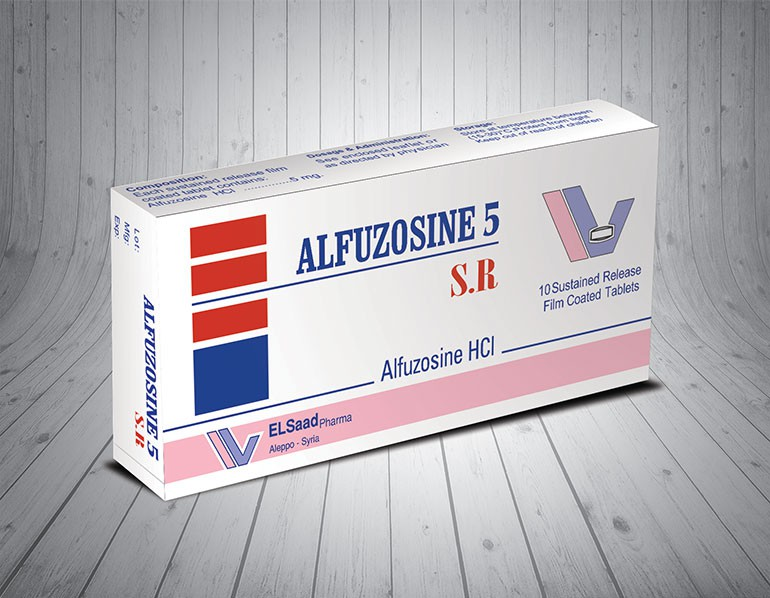 Composition:
Each sustained release film
coated tablet contains:
Alfuzosine HCl ..............5 mg.
Dosage & Administration:
See enclosed leaflet or
as directed by physician
Storage:
Store at temperature between
(15-30)°C.Protect from light
Keep out of reach of children
Lot:
Mfg:
Exp:
ALFUZOSINE 5
S.R
ALFUZOSINE 5
S.R
10 Sustained Release
Film Coated Tablets
Alfuzosine HCl
ELSaad Pharma
Aleppo - Syria